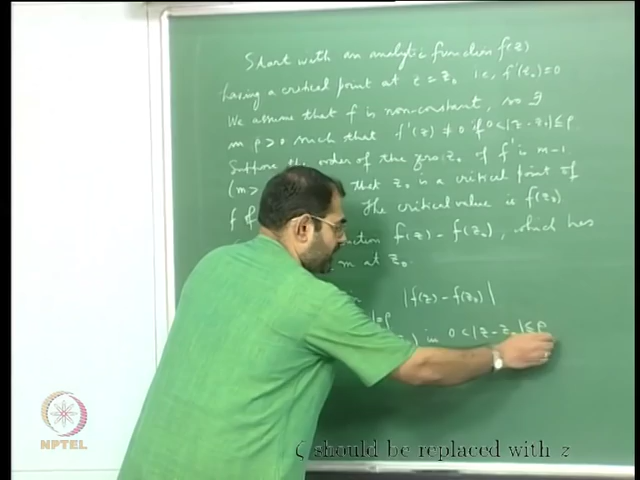 Start with an analytic function f(z)
having a critical point at z = z₀ i.e, f'(z₀) = 0
We assume that f is non-constant, so ∃
ρ > 0 such that f'(z) ≠ 0 if 0 < |z - z₀| ≤ ρ
Suppose the order of the zero z₀ of f' is m-1
(m > that z₀ is a critical point of
f of The critical value is f(z₀)
f(z) - f(z₀), which has
m at z₀
|f(z) - f(z₀)|
|=ρ
) in 0 < |z - z₀| ≤ ρ
NPTEL
ζ should be replaced with z